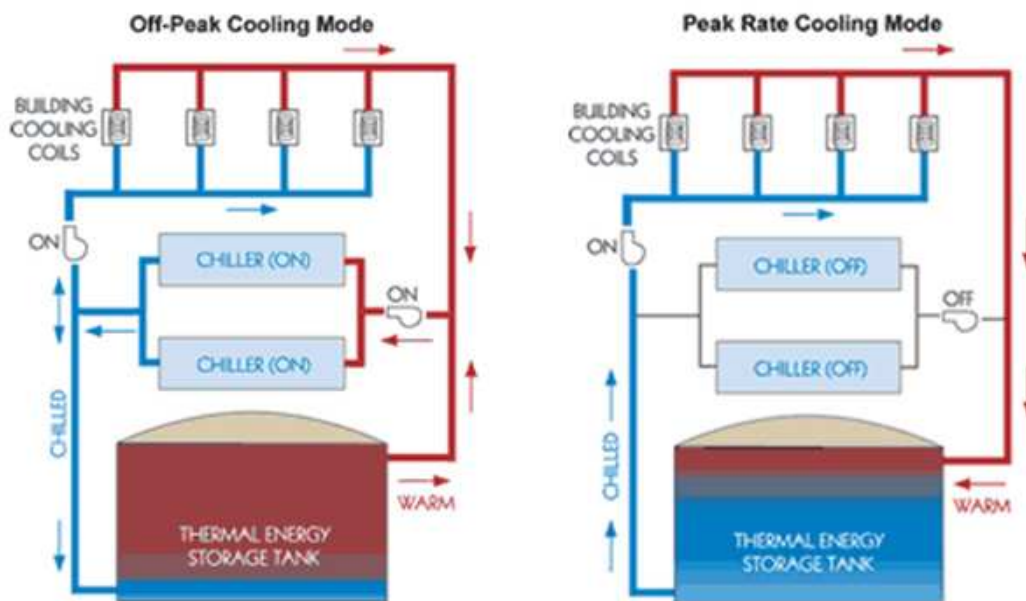 Off-Peak Cooling Mode
BUILDING
COOLING
COILS
ON
CHILLER (ON)
ON
CHILLER (ON)
CHILLED
WARM
THERMAL ENERGY
STORAGE TANK
Peak Rate Cooling Mode
BUILDING
COOLING
COILS
ON
CHILLER (OFF)
OFF
CHILLER (OFF)
CHILLED
WARM
THERMAL ENERGY
STORAGE TANK